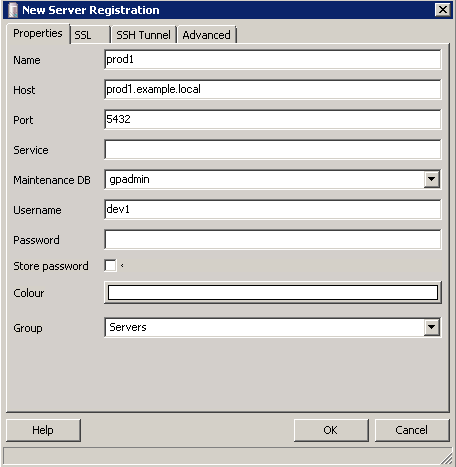 New Server Registration
Properties SSL SSH Tunnel Advanced
Name prod1
Host prod1.example.local
Port 5432
Service
Maintenance DB gpadmin
Username dev1
Password
Store password
Colour
Group Servers
Help OK Cancel